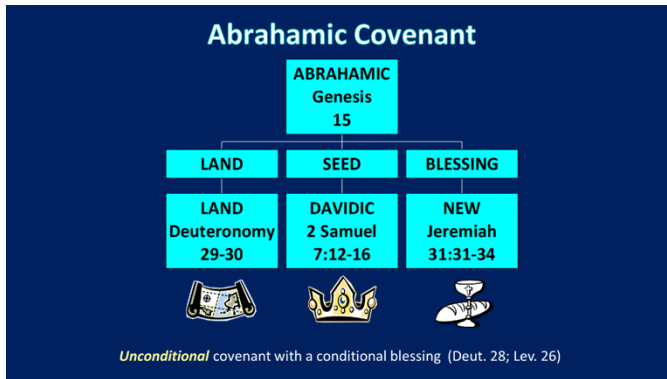 Abrahamic Covenant
ABRAHAMIC
Genesis
15
LAND
SEED
BLESSING
LAND
Deuteronomy
29-30
DAVIDIC
2 Samuel
7:12-16
NEW
Jeremiah
31:31-34
Unconditional covenant with a conditional blessing (Deut. 28; Lev. 26)